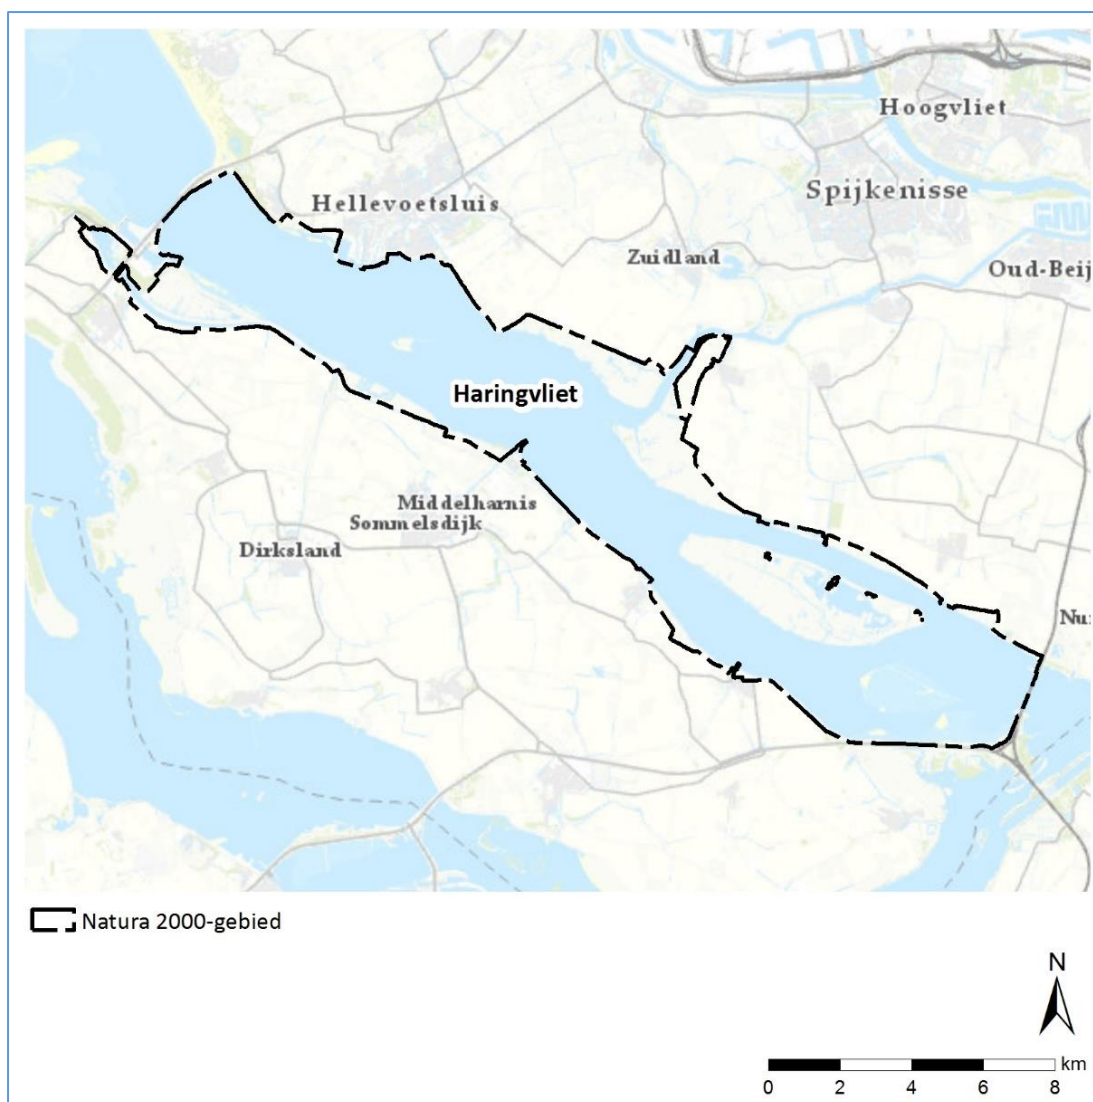 Hoogvliet
Spijkenisse
Hellevoetsluis
Zuidland
Oud-Beij
Haringvliet
Middelharnis
Sommelsdijk
Dirksland
Nu
Natura 2000-gebied
N
km
0 2 4 6 8